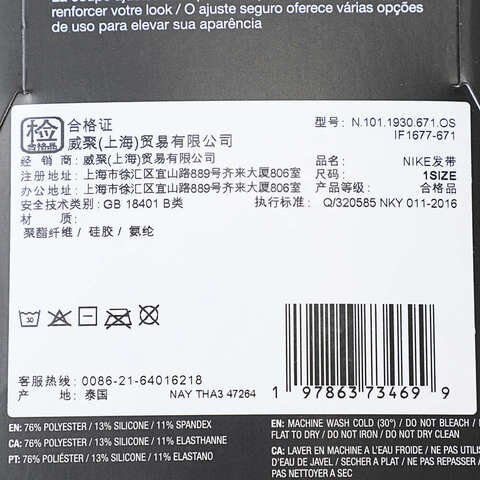 renforcer votre look / O ajuste seguro oferece várias opções
de uso para elevar sua aparência
检
合格品
合格证
威聚(上海)贸易有限公司
型号: N.101.1930.671.OS
IF1677-671
经 销 商: 威聚(上海)贸易有限公司
品名: NIKE发带
注册地址: 上海市徐汇区宜山路889号齐来大厦806室
尺码: 1SIZE
办公地址: 上海市徐汇区宜山路889号齐来大厦806室
产品等级: 合格品
安全技术类别: GB 18401 B类
执行标准: Q/320585 NKY 011-2016
聚酯纤维 / 硅胶 / 氨纶
30
客服热线: 0086-21-64016218
产 地: 泰国
NAY THA3 47264
1 97863 73469 9
EN: 76% POLYESTER / 13% SILICONE / 11% SPANDEX
CA: 76% POLYESTER / 13% SILICONE / 11% ELASTHANNE
PT: 76% POLIÉSTER / 13% SILICONE / 11% ELASTANO
EN: MACHINE WASH COLD (30°) / DO NOT BLEACH /
FLAT TO DRY / DO NOT IRON / DO NOT DRY CLEAN
CA: LAVER EN MACHINE A L'EAU FROIDE / NE PAS
D'EAU DE JAVEL / SECHER A PLAT / NE PAS REPASSER /
PAS NETTOYER A SEC